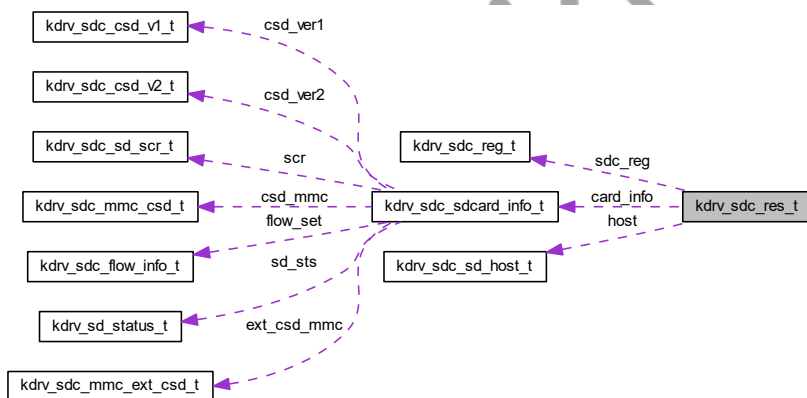 kdrv_sdc_csd_v1_t
csd_ver1
kdrv_sdc_csd_v2_t
csd_ver2
kdrv_sdc_sd_scr_t
scr
kdrv_sdc_reg_t
sdc_reg
kdrv_sdc_mmc_csd_t
csd_mmc
kdrv_sdc_sdcard_info_t
card_info
kdrv_sdc_res_t
flow_set
host
kdrv_sdc_flow_info_t
sd_sts
kdrv_sdc_sd_host_t
kdrv_sd_status_t
ext_csd_mmc
kdrv_sdc_mmc_ext_csd_t